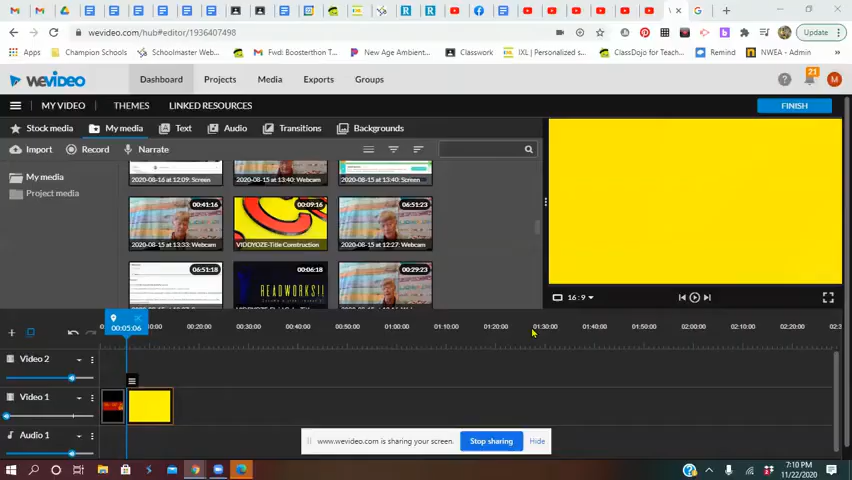 wevideo.com/hub#editor/1936407498
Update
Apps
Champion Schools
Schoolmaster Web...
Fwd: Boosterthon T...
New Age Ambient...
Classwork
IXL | Personalized s...
ClassDojo for Teac...
Remind
NWEA - Admin
WEVIDEO
Dashboard
Projects
Media
Exports
Groups
21
M
MY VIDEO
THEMES
LINKED RESOURCES
FINISH
Stock media
My media
Text
Audio
Transitions
Backgrounds
Import
Record
Narrate
My media
Project media
2020-08-16 at 12:09: Screen
2020-08-15 at 13:40: Webcam
2020-08-15 at 13:40: Screen
00:41:16
00:09:16
06:51:23
2020-08-15 at 13:33: Webcam
VIDDYOZE-Title Construction
2020-08-15 at 12:27: Webcam
06:51:18
00:06:18
00:29:23
READWORKS!!
16:9
00:05:06
00:20:00
00:30:00
00:40:00
00:50:00
01:00:00
01:10:00
01:20:00
01:30:00
01:40:00
01:50:00
02:00:00
02:10:00
02:20:00
Video 2
Video 1
Audio 1
www.wevideo.com is sharing your screen.
Stop sharing
Hide
7:10 PM
11/22/2020